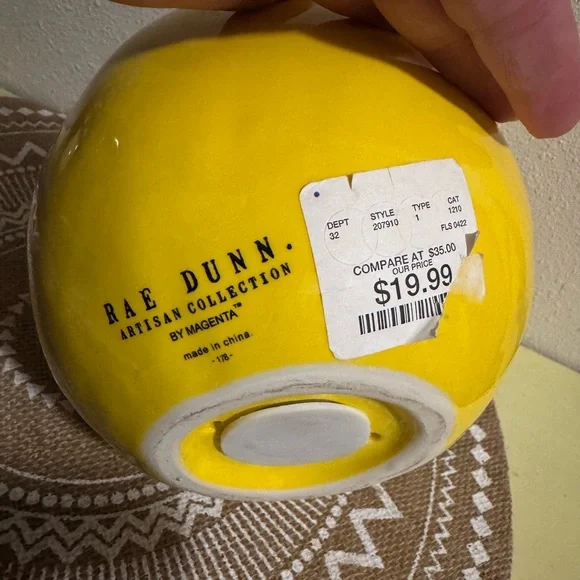 RAE DUNN.
ARTISAN COLLECTION
BY MAGENTA™
made in china.
-178-
DEPT STYLE TYPE CAT
32 207910 1 1210
FLS 0422
COMPARE AT $35.00
OUR PRICE
$19.99